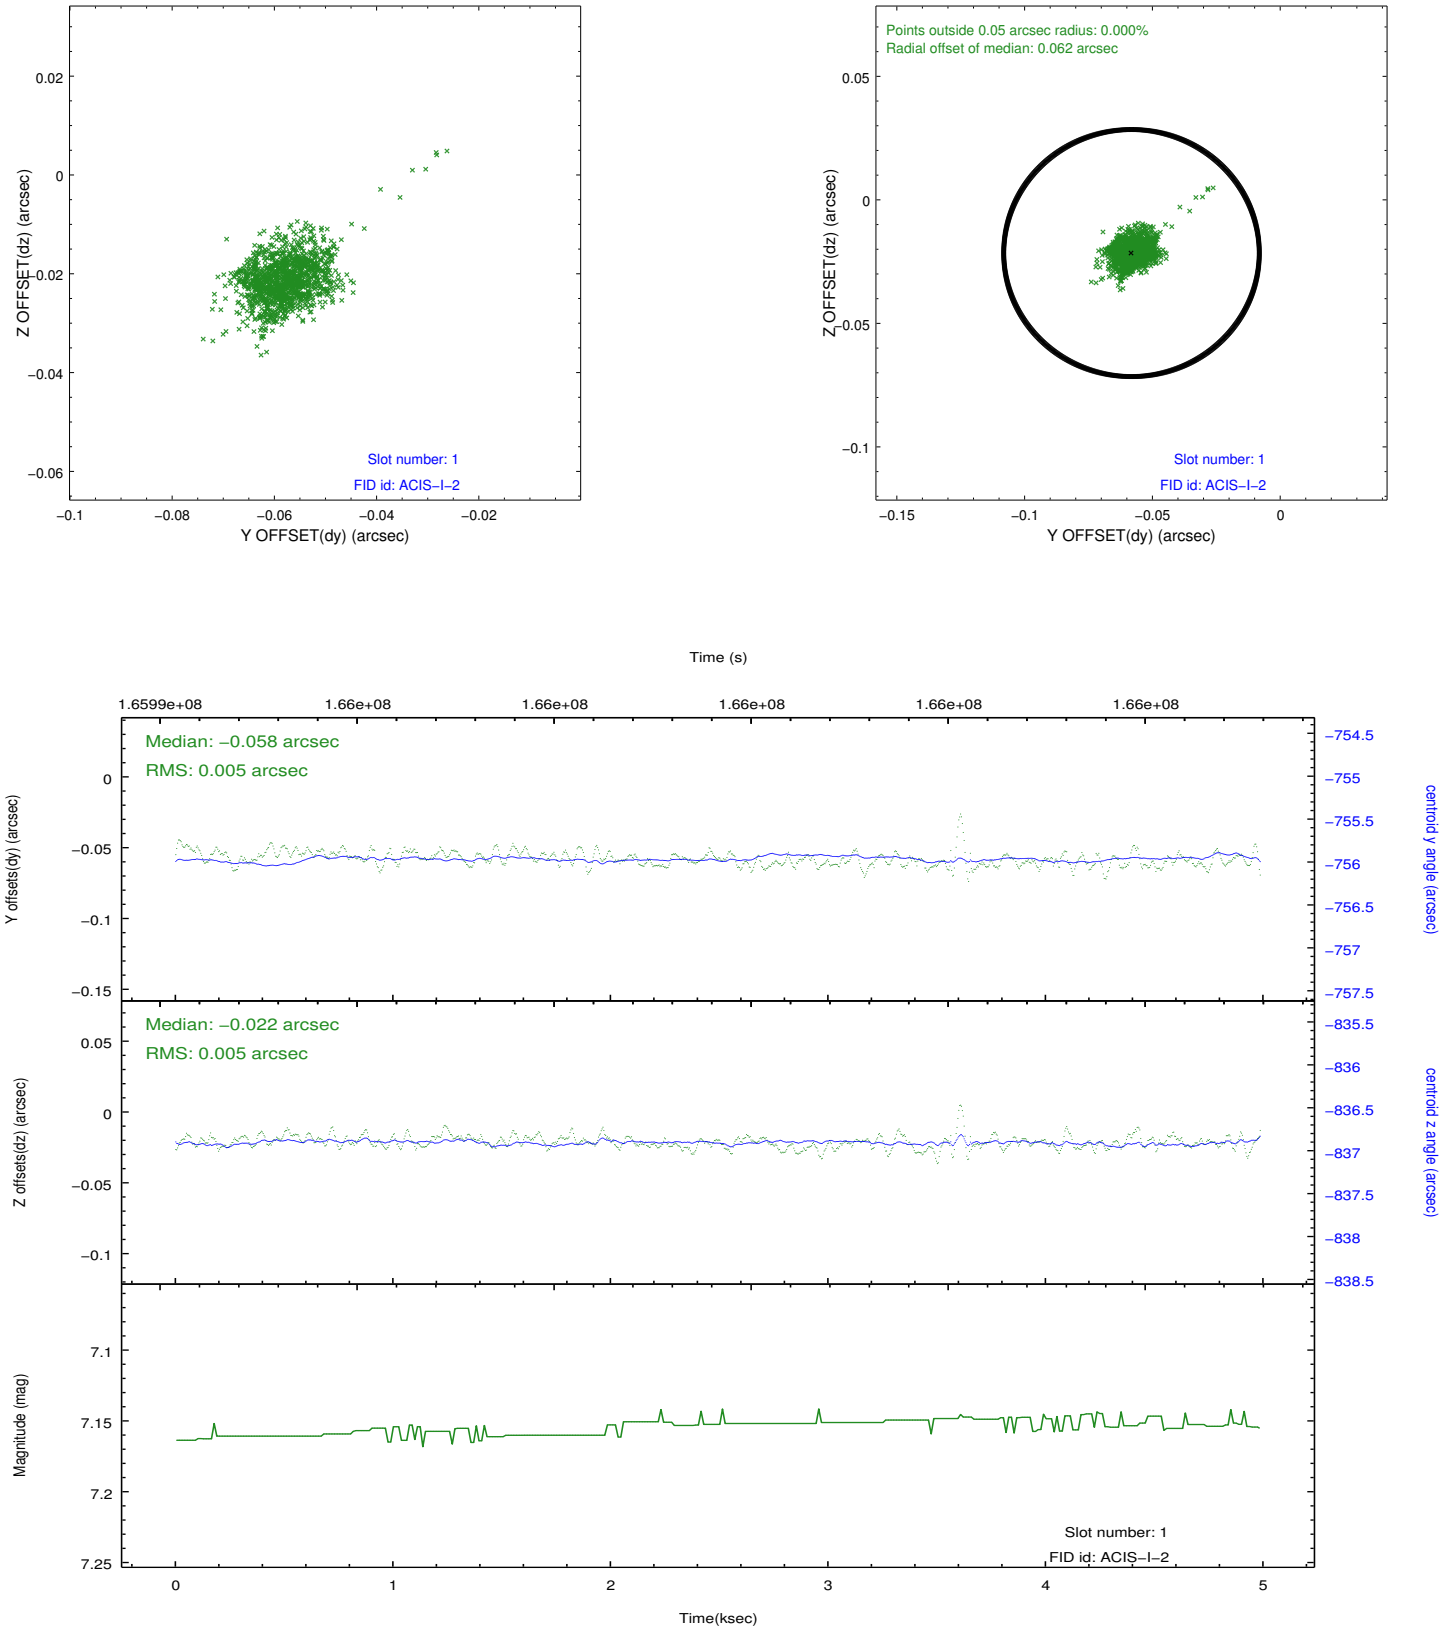 0.02
0
−0.02
−0.04
−0.06
Z OFFSET(dz) (arcsec)
Slot number: 1
FID id: ACIS−I−2
−0.1
−0.08
−0.06
−0.04
−0.02
Y OFFSET(dy) (arcsec)
Points outside 0.05 arcsec radius: 0.000%
Radial offset of median: 0.062 arcsec
0.05
0
−0.05
−0.1
Z OFFSET(dz) (arcsec)
Slot number: 1
FID id: ACIS−I−2
−0.15
−0.1
−0.05
0
Y OFFSET(dy) (arcsec)
Time (s)
1.6599e+08
1.66e+08
1.66e+08
1.66e+08
1.66e+08
1.66e+08
Median: −0.058 arcsec
RMS: 0.005 arcsec
0
−0.05
−0.1
−0.15
Y offsets(dy) (arcsec)
−754.5
−755
−755.5
−756
−756.5
−757
−757.5
centroid y angle (arcsec)
Median: −0.022 arcsec
RMS: 0.005 arcsec
0.05
0
−0.05
−0.1
Z offsets(dz) (arcsec)
−835.5
−836
−836.5
−837
−837.5
−838
−838.5
centroid z angle (arcsec)
7.1
7.15
7.2
7.25
Magnitude (mag)
Slot number: 1
FID id: ACIS−I−2
0
1
2
3
4
5
Time(ksec)